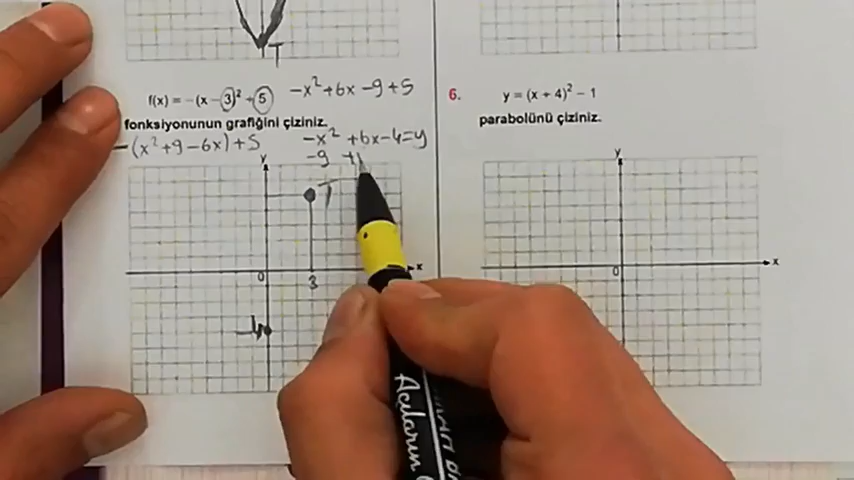 T
f(x) = -(x - 3)² + 5
-x² + 6x - 9 + 5
fonksiyonunun grafiğini çiziniz.
-(x² + 9 - 6x) + 5
-x² + 6x - 4 = y
-9 + 1
y
T
0
3
x
-4
6.
y = (x + 4)² - 1
parabolünü çiziniz.
y
0
x
Açıların